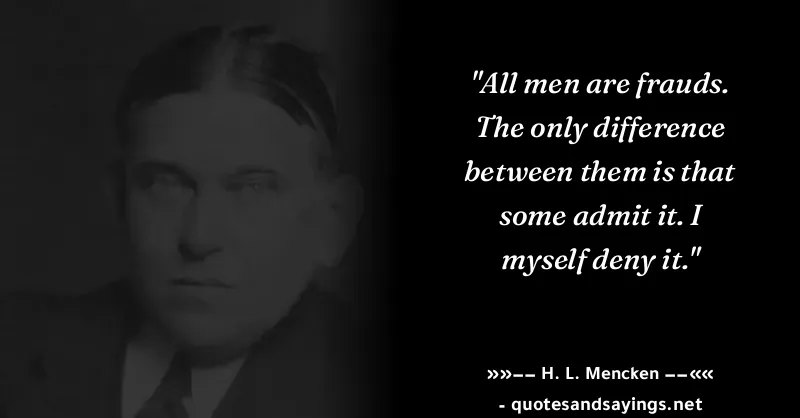 "All men are frauds.
The only difference
between them is that
some admit it. I
myself deny it."
»»−− H. L. Mencken −−««
- quotesandsayings.net